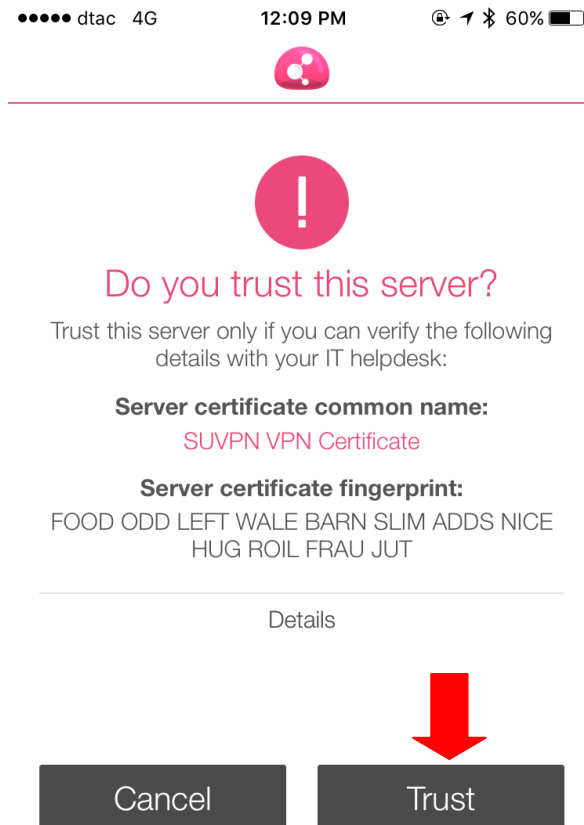 dtac 4G 12:09 PM 60%
Do you trust this server?
Trust this server only if you can verify the following
details with your IT helpdesk:
Server certificate common name:
SUVPN VPN Certificate
Server certificate fingerprint:
FOOD ODD LEFT WALE BARN SLIM ADDS NICE
HUG ROIL FRAU JUT
Details
Cancel Trust